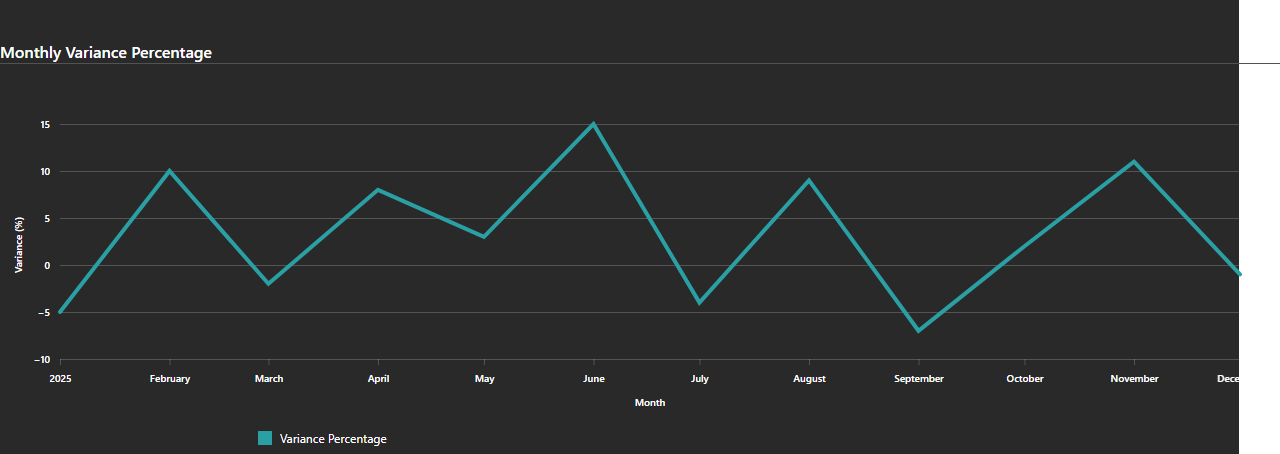 Monthly Variance Percentage
15
10
5
0
−5
−10
Variance (%)
2025 February March April May June July August September October November Dece
Month
Variance Percentage